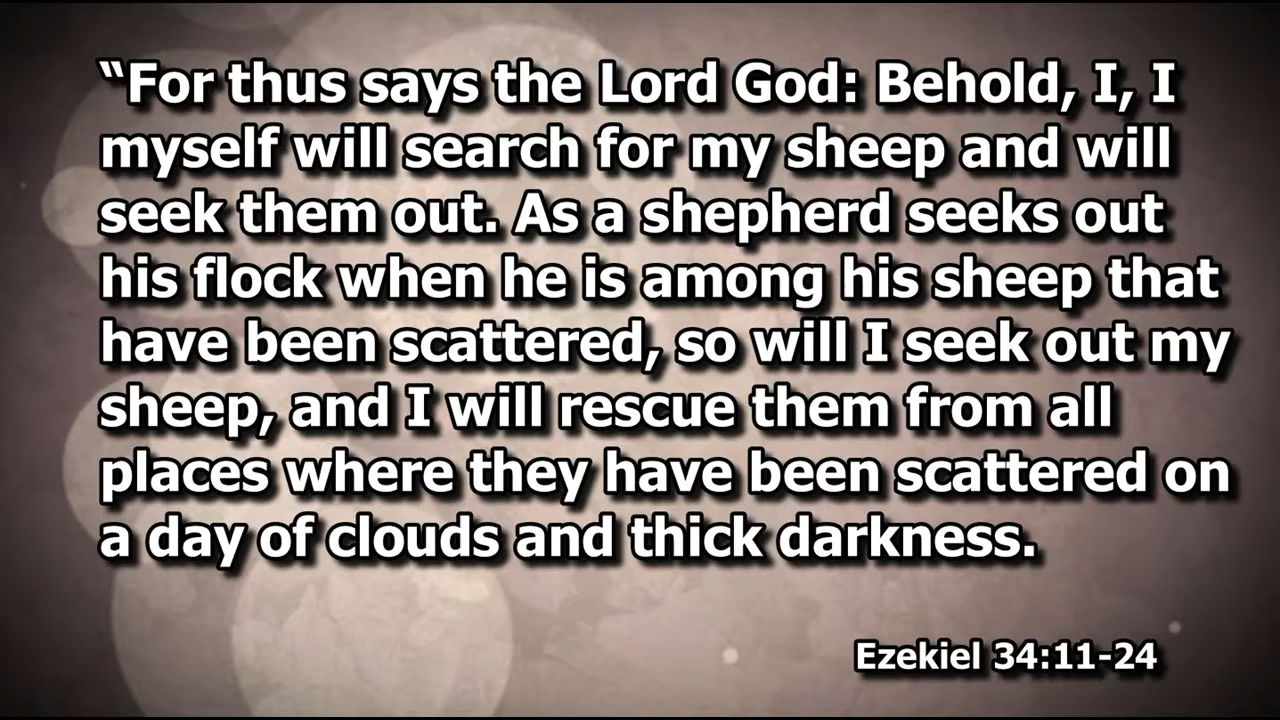 “For thus says the Lord God: Behold, I, I
myself will search for my sheep and will
seek them out. As a shepherd seeks out
his flock when he is among his sheep that
have been scattered, so will I seek out my
sheep, and I will rescue them from all
places where they have been scattered on
a day of clouds and thick darkness.
Ezekiel 34:11-24